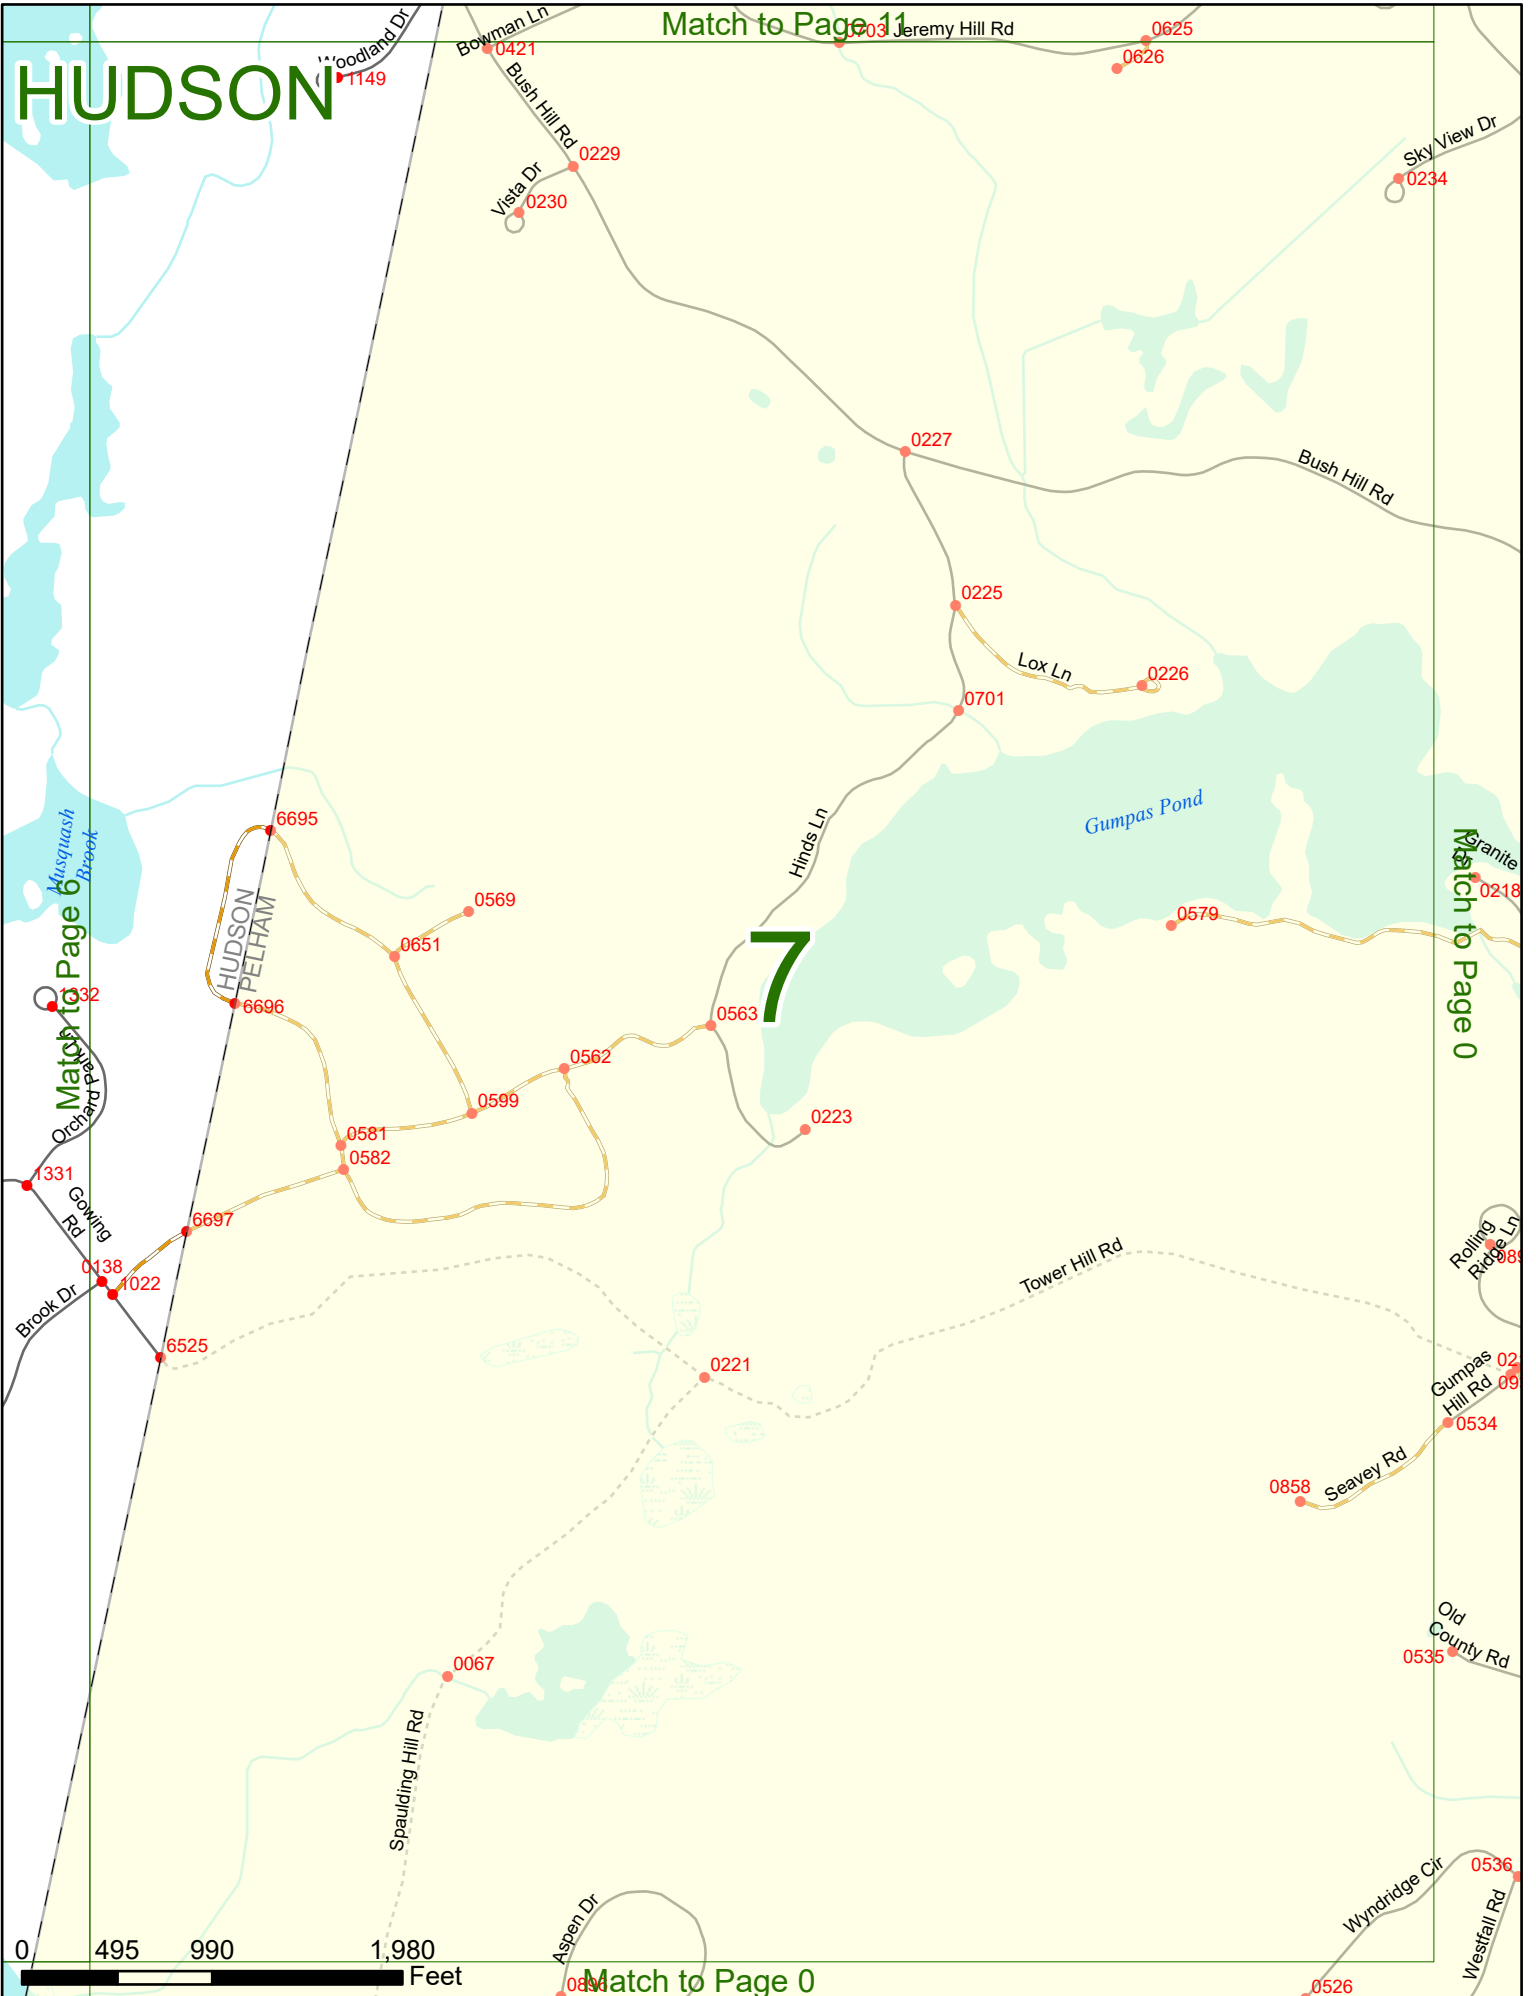 Match to Page 11
HUDSON
Woodland Dr
1149
Bowman Ln
0421
0703
Jeremy Hill Rd
0625
0626
Bush Hill Rd
0229
Vista Dr
0230
Sky View Dr
0234
0227
Bush Hill Rd
0225
Lox Ln
0226
0701
Gumpas Pond
Hinds Ln
Musquash
Brook
6695
HUDSON
PELHAM
0569
0651
7
0579
Granite
Dr
0218
Match to Page 0
Match to Page 6
1332
6696
0563
0562
Orchard Park Ln
0599
0581
0582
0223
1331
Gowing
Rd
6697
0138
1022
Brook Dr
6525
Tower Hill Rd
Rolling
Ridge Ln
089
0221
Gumpas
Hill Rd
02
09
0534
Seavey Rd
0858
Old
County Rd
0535
0067
Spaulding Hill Rd
Wyndridge Cir
0536
Westfall Rd
Aspen Dr
0 495 990 1,980
Feet
Match to Page 0
0526